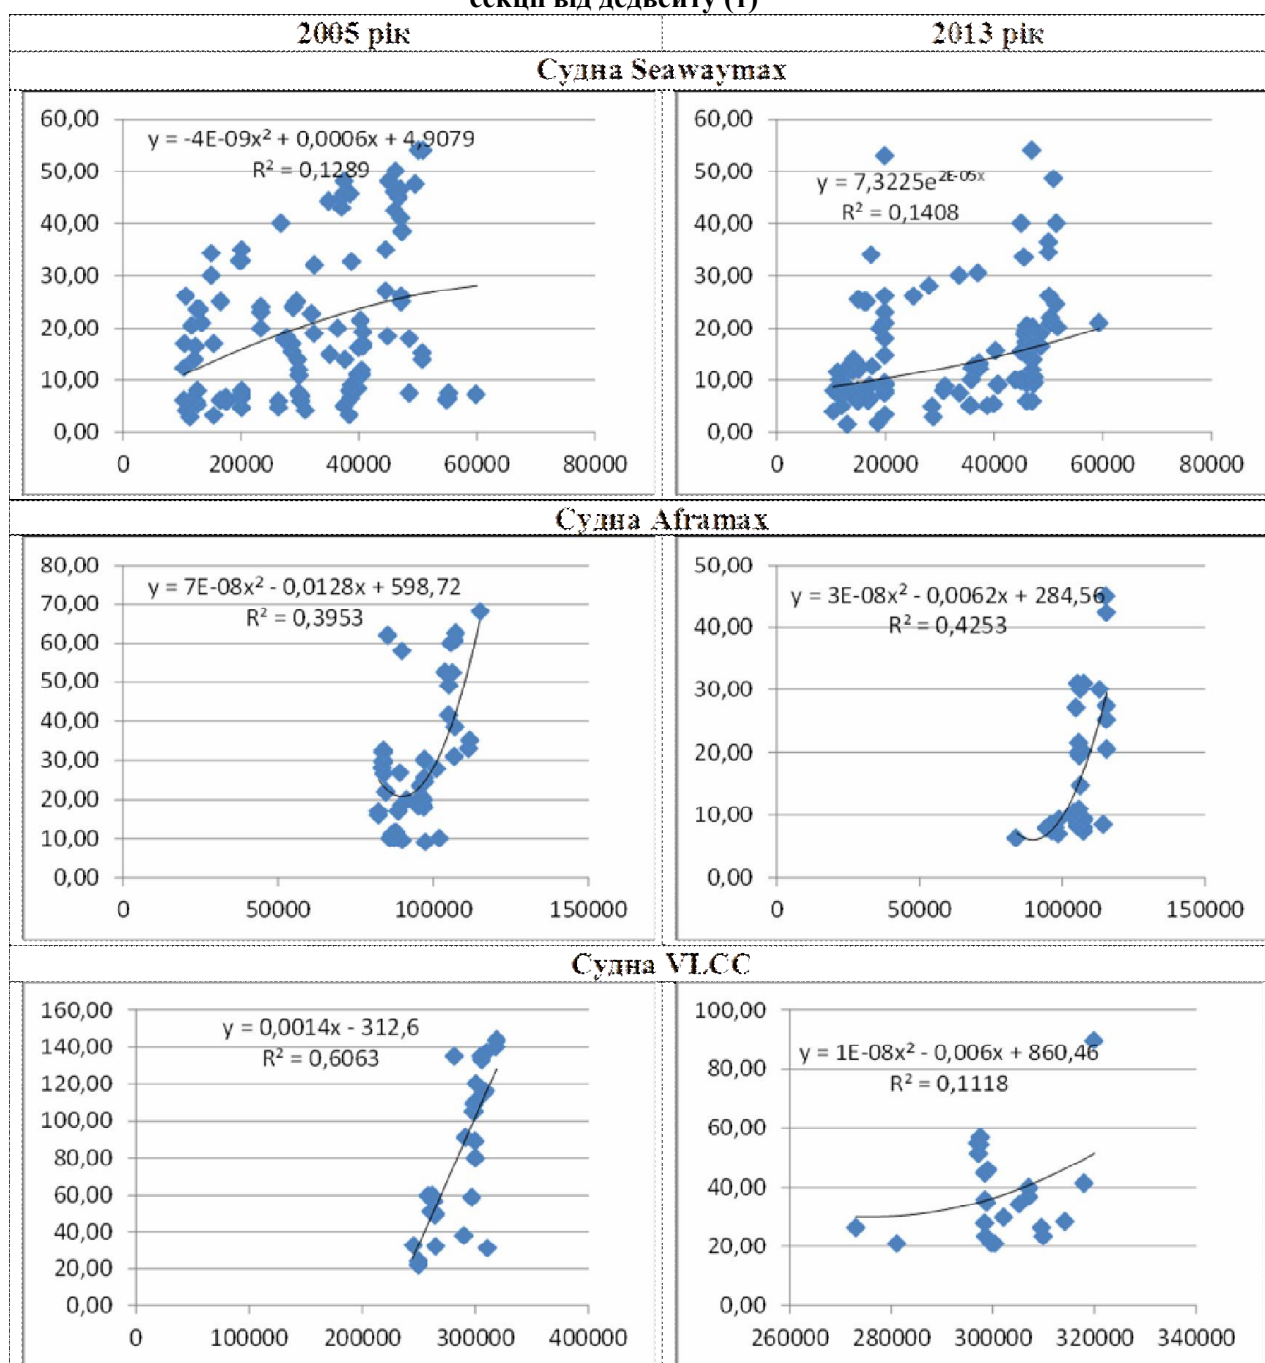 секції від дедвейту (т)
2005 рік
2013 рік
Судна Seawaymax
60,00
50,00
40,00
30,00
20,00
10,00
0,00
y = -4E-09x² + 0,0006x + 4,9079
R² = 0,1289
0 20000 40000 60000 80000
60,00
50,00
40,00
30,00
20,00
10,00
0,00
y = 7,3225e^2E-05x
R² = 0,1408
0 20000 40000 60000 80000
Судна Aframax
80,00
70,00
60,00
50,00
40,00
30,00
20,00
10,00
0,00
y = 7E-08x² - 0,0128x + 598,72
R² = 0,3953
0 50000 100000 150000
50,00
40,00
30,00
20,00
10,00
0,00
y = 3E-08x² - 0,0062x + 284,56
R² = 0,4253
0 50000 100000 150000
Судна VLCC
160,00
140,00
120,00
100,00
80,00
60,00
40,00
20,00
0,00
y = 0,0014x - 312,6
R² = 0,6063
0 100000 200000 300000 400000
100,00
80,00
60,00
40,00
20,00
0,00
y = 1E-08x² - 0,006x + 860,46
R² = 0,1118
260000 280000 300000 320000 340000